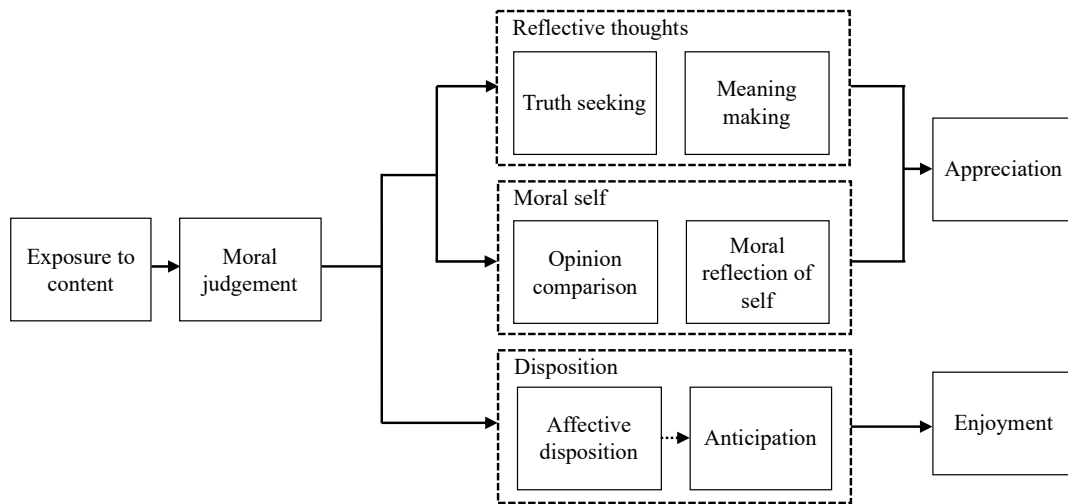 Reflective thoughts
Truth seeking
Meaning
making
Appreciation
Moral self
Opinion
comparison
Moral
reflection of
self
Exposure to
content
Moral
judgement
Disposition
Affective
disposition
Anticipation
Enjoyment